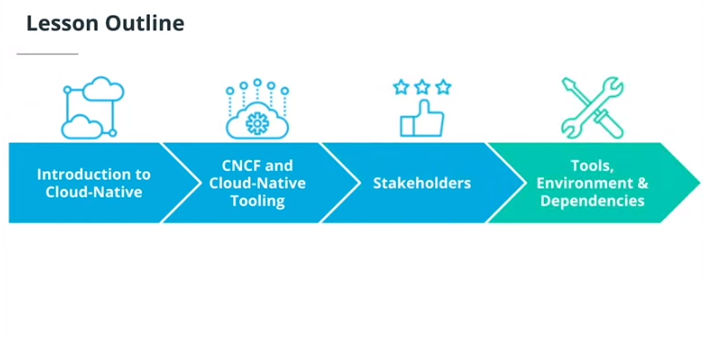 Lesson Outline
Introduction to
Cloud-Native
CNCF and
Cloud-Native
Tooling
Stakeholders
Tools,
Environment &
Dependencies